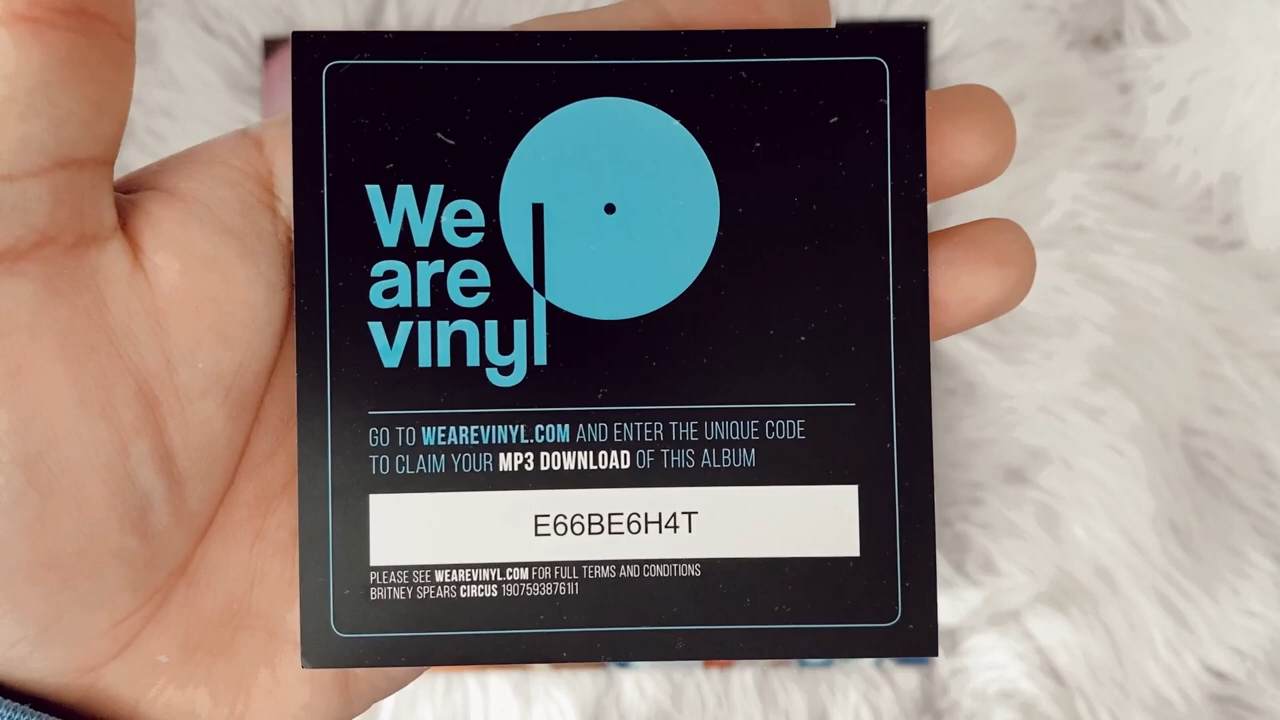 We
are
vinyl
GO TO WEAREVINYL.COM AND ENTER THE UNIQUE CODE
TO CLAIM YOUR MP3 DOWNLOAD OF THIS ALBUM
E66BE6H4T
PLEASE SEE WEAREVINYL.COM FOR FULL TERMS AND CONDITIONS
BRITNEY SPEARS CIRCUS 19075938761I1